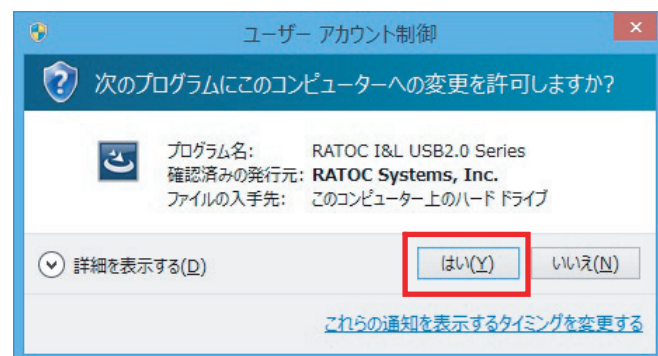 ユーザー アカウント制御
次のプログラムにこのコンピューターへの変更を許可しますか?
プログラム名: RATOC I&L USB2.0 Series
確認済みの発行元: RATOC Systems, Inc.
ファイルの入手先: このコンピューター上のハード ドライブ
詳細を表示する(D) はい(Y) いいえ(N)
これらの通知を表示するタイミングを変更する